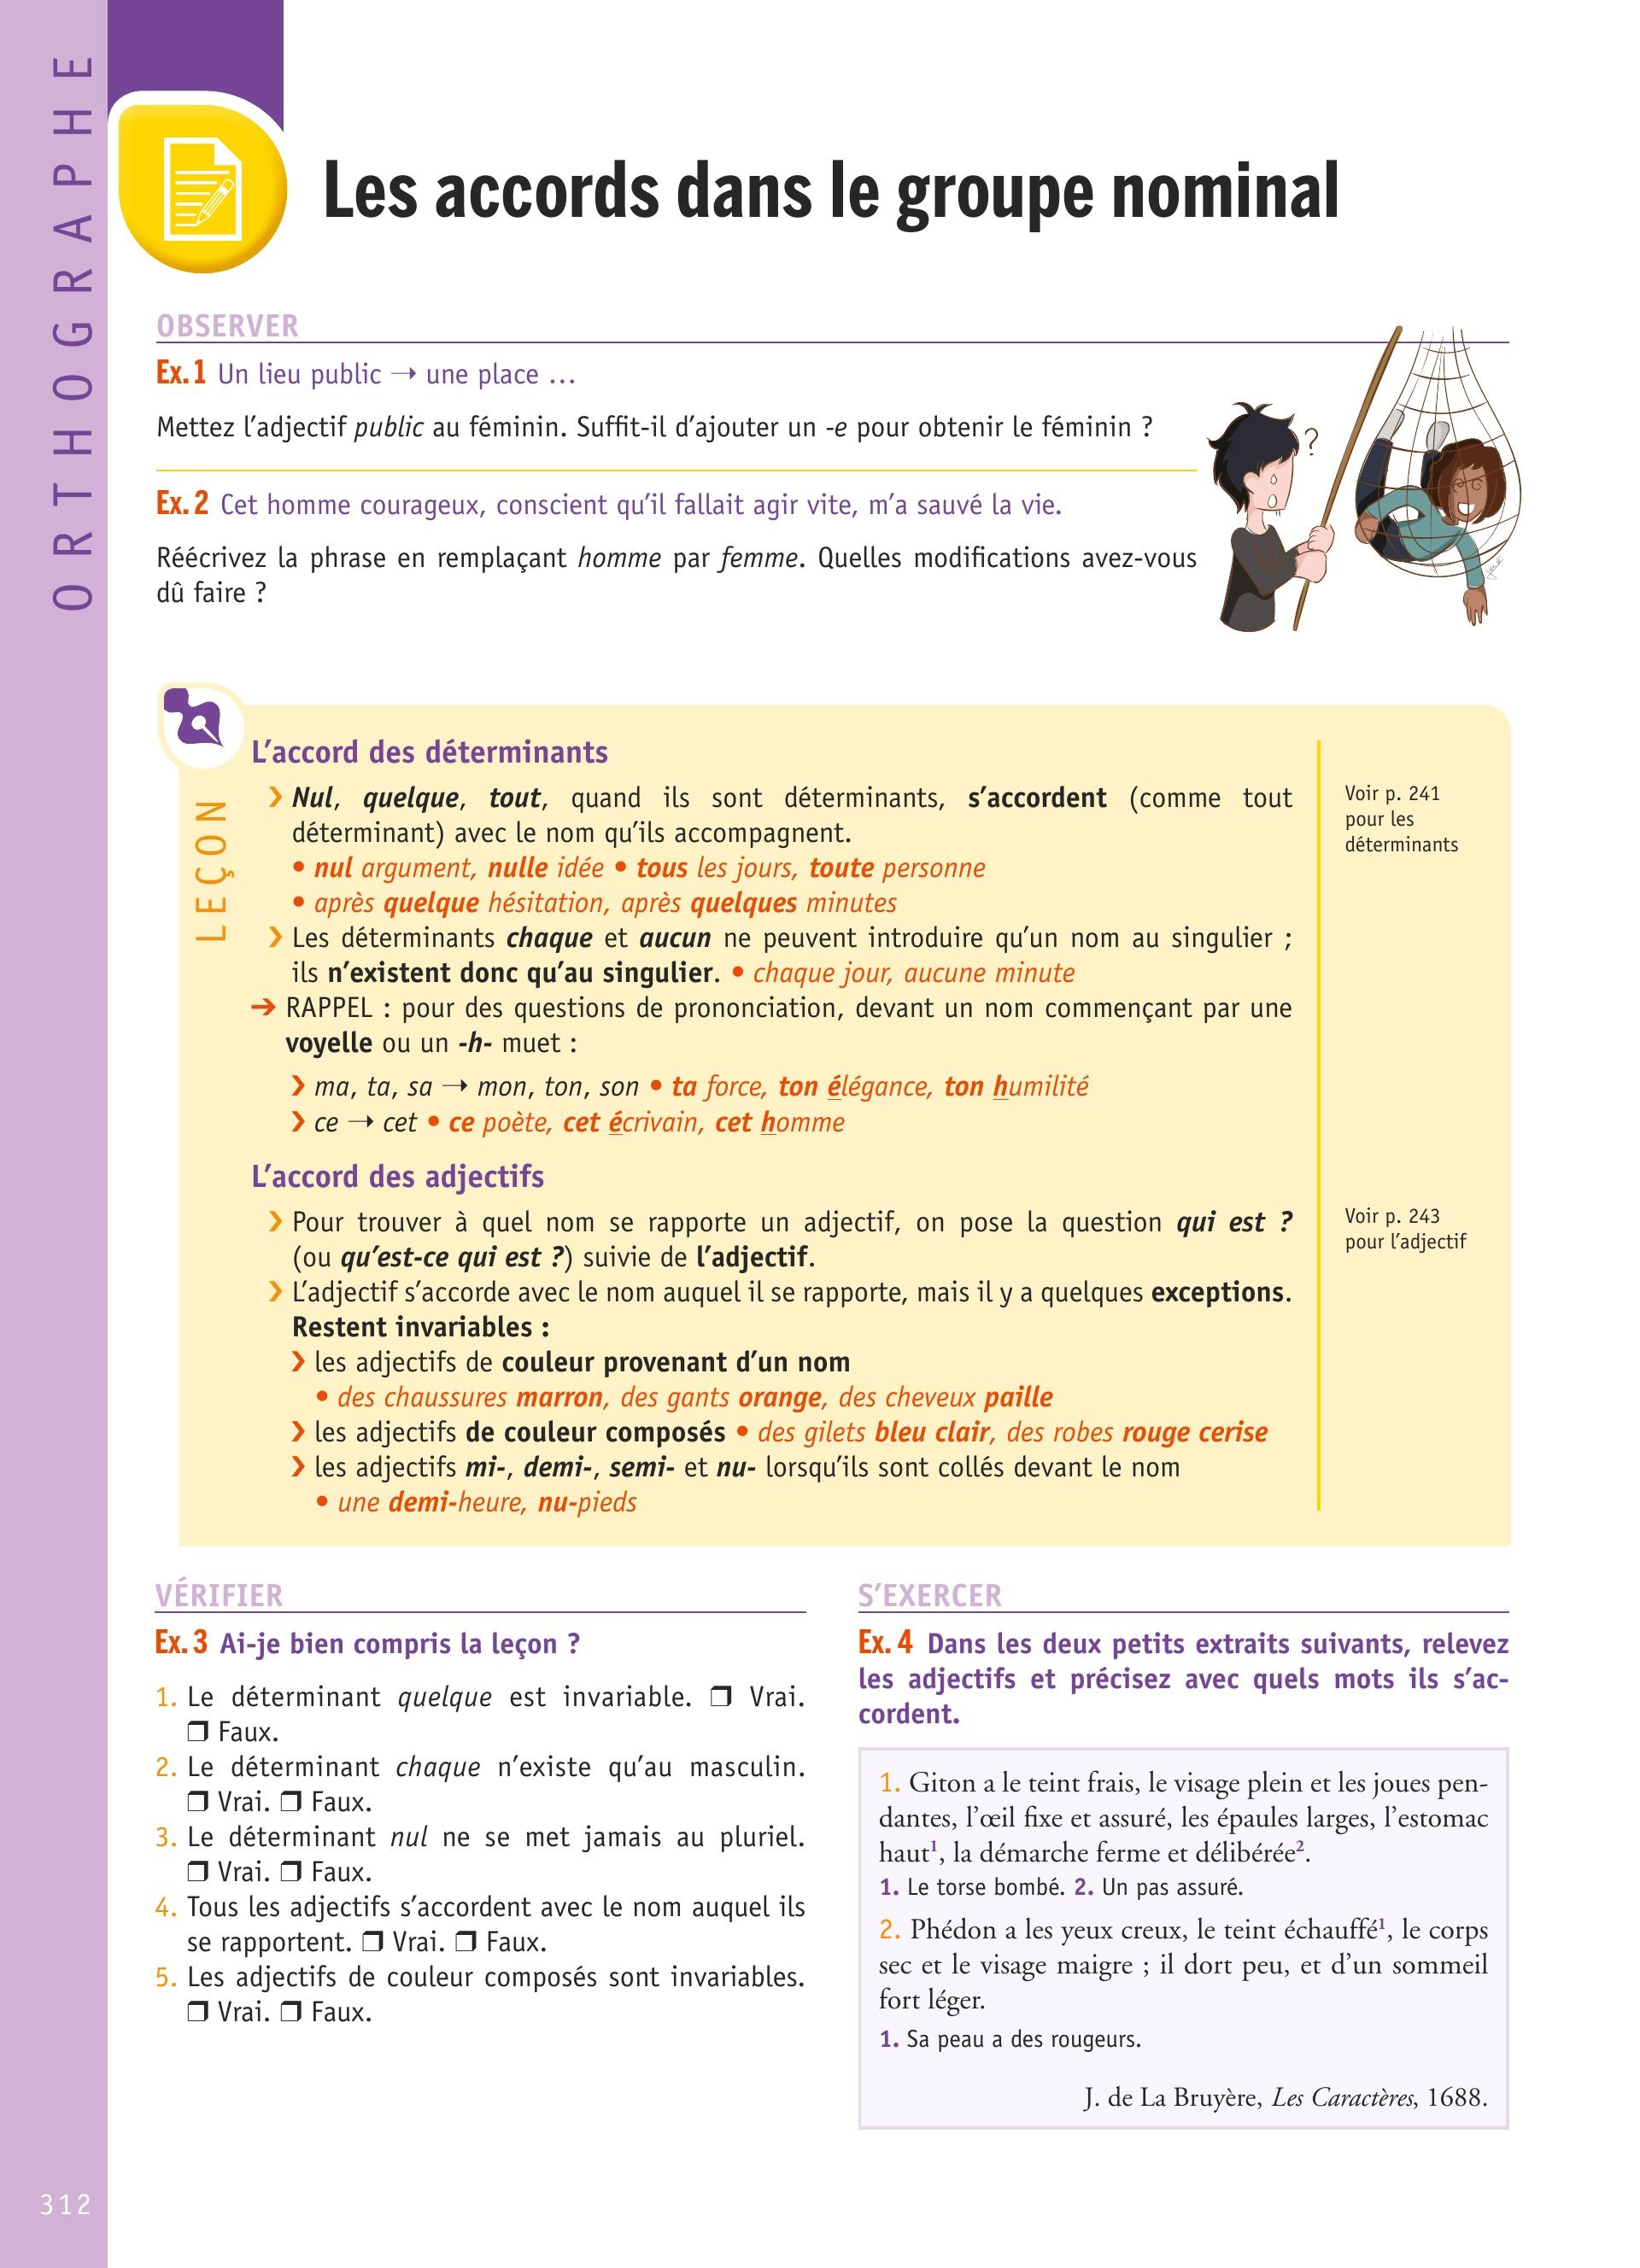 ORTHOGRAPHE
Les accords dans le groupe nominal
OBSERVER
Ex. 1 Un lieu public → une place ...
Mettez l'adjectif public au féminin. Suffit-il d'ajouter un -e pour obtenir le féminin ?
Ex. 2 Cet homme courageux, conscient qu'il fallait agir vite, m'a sauvé la vie.
Réécrivez la phrase en remplaçant homme par femme. Quelles modifications avez-vous
dû faire ?
?
LEÇON
L'accord des déterminants
❯ Nul, quelque, tout, quand ils sont déterminants, s'accordent (comme tout
déterminant) avec le nom qu'ils accompagnent.
• nul argument, nulle idée • tous les jours, toute personne
• après quelque hésitation, après quelques minutes
❯ Les déterminants chaque et aucun ne peuvent introduire qu'un nom au singulier ;
ils n'existent donc qu'au singulier. • chaque jour, aucune minute
➔ RAPPEL : pour des questions de prononciation, devant un nom commençant par une
voyelle ou un -h- muet :
❯ ma, ta, sa → mon, ton, son • ta force, ton élégance, ton humilité
❯ ce → cet • ce poète, cet écrivain, cet homme
Voir p. 241
pour les
déterminants
L'accord des adjectifs
❯ Pour trouver à quel nom se rapporte un adjectif, on pose la question qui est ?
(ou qu'est-ce qui est ?) suivie de l'adjectif.
❯ L'adjectif s'accorde avec le nom auquel il se rapporte, mais il y a quelques exceptions.
Restent invariables :
❯ les adjectifs de couleur provenant d'un nom
• des chaussures marron, des gants orange, des cheveux paille
❯ les adjectifs de couleur composés • des gilets bleu clair, des robes rouge cerise
❯ les adjectifs mi-, demi-, semi- et nu- lorsqu'ils sont collés devant le nom
• une demi-heure, nu-pieds
Voir p. 243
pour l'adjectif
VÉRIFIER
Ex. 3 Ai-je bien compris la leçon ?
1. Le déterminant quelque est invariable. ❒ Vrai.
❒ Faux.
2. Le déterminant chaque n'existe qu'au masculin.
❒ Vrai. ❒ Faux.
3. Le déterminant nul ne se met jamais au pluriel.
❒ Vrai. ❒ Faux.
4. Tous les adjectifs s'accordent avec le nom auquel ils
se rapportent. ❒ Vrai. ❒ Faux.
5. Les adjectifs de couleur composés sont invariables.
❒ Vrai. ❒ Faux.
S'EXERCER
Ex. 4 Dans les deux petits extraits suivants, relevez
les adjectifs et précisez avec quels mots ils s'ac-
cordent.
1. Giton a le teint frais, le visage plein et les joues pen-
dantes, l'œil fixe et assuré, les épaules larges, l'estomac
haut¹, la démarche ferme et délibérée².
1. Le torse bombé. 2. Un pas assuré.
2. Phédon a les yeux creux, le teint échauffé¹, le corps
sec et le visage maigre ; il dort peu, et d'un sommeil
fort léger.
1. Sa peau a des rougeurs.
J. de La Bruyère, Les Caractères, 1688.
312